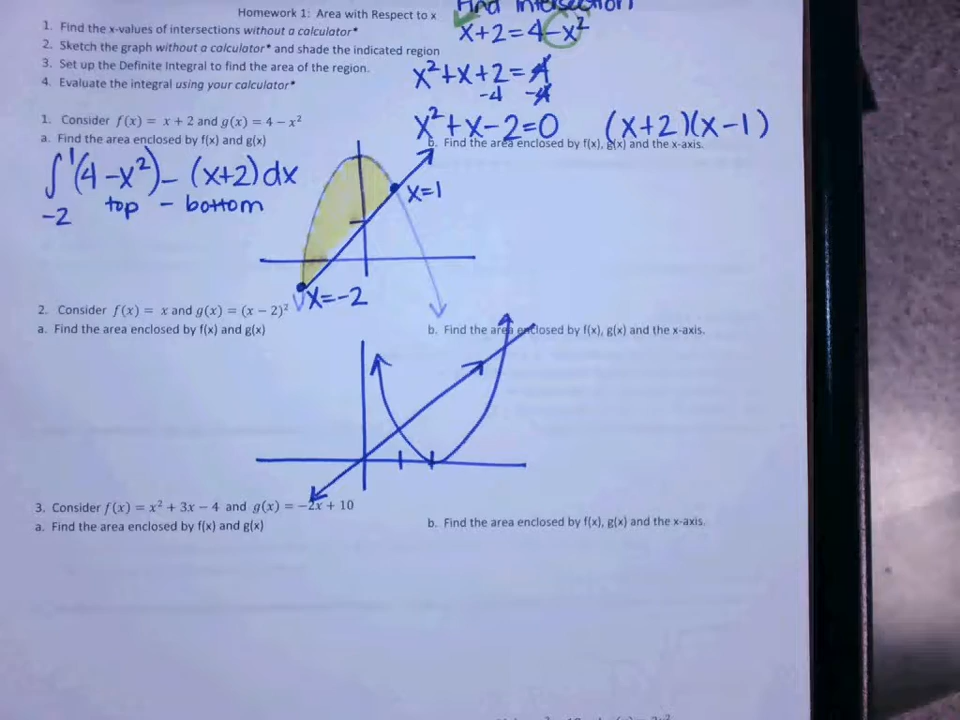 Homework 1: Area with Respect to x
1. Find the x-values of intersections without a calculator*
2. Sketch the graph without a calculator* and shade the indicated region
3. Set up the Definite Integral to find the area of the region.
4. Evaluate the integral using your calculator*
Find Intersection
x+2=4-x²
x²+x+2=4
-4 -4
x²+x-2=0 (x+2)(x-1)
1. Consider f(x) = x + 2 and g(x) = 4 − x²
a. Find the area enclosed by f(x) and g(x)
b. Find the area enclosed by f(x), g(x) and the x-axis.
∫₋₂¹(4-x²)-(x+2)dx
top - bottom
x=1
x=-2
2. Consider f(x) = x and g(x) = (x − 2)²
a. Find the area enclosed by f(x) and g(x)
b. Find the area enclosed by f(x), g(x) and the x-axis.
3. Consider f(x) = x² + 3x − 4 and g(x) = −2x + 10
a. Find the area enclosed by f(x) and g(x)
b. Find the area enclosed by f(x), g(x) and the x-axis.